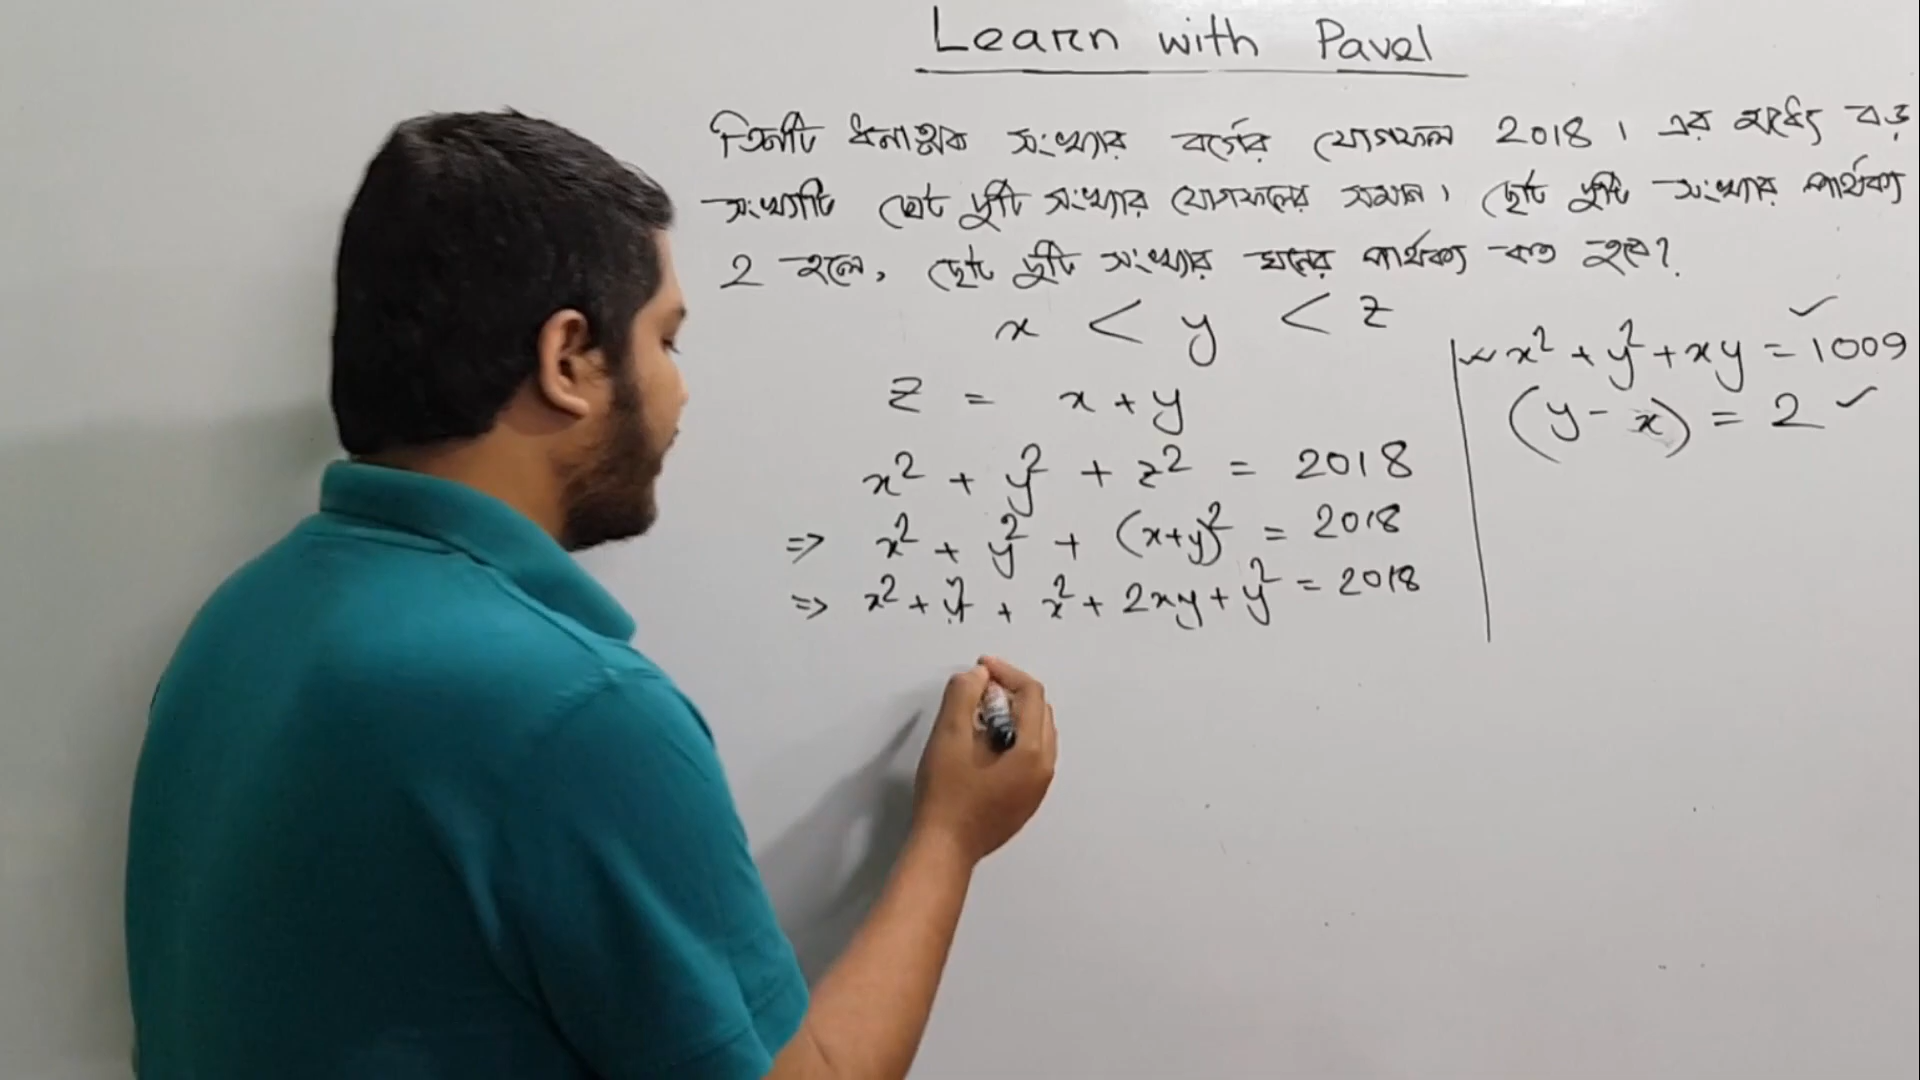 Learn with Pavel
তিনটি ধনাত্মক সংখ্যার বর্গের যোগফল 2018। এর মধ্যে বড়
সংখ্যাটি ছোট দুটি সংখ্যার যোগফলের সমান। ছোট দুটি সংখ্যার পার্থক্য
2 হলে, ছোট দুটি সংখ্যার ঘনের পার্থক্য কত হবে?
x < y < z
z = x + y
x² + y² + z² = 2018
=> x² + y² + (x+y)² = 2018
=> x² + y² + x² + 2xy + y² = 2018
x² + y² + xy = 1009 ✓
(y - x) = 2 ✓